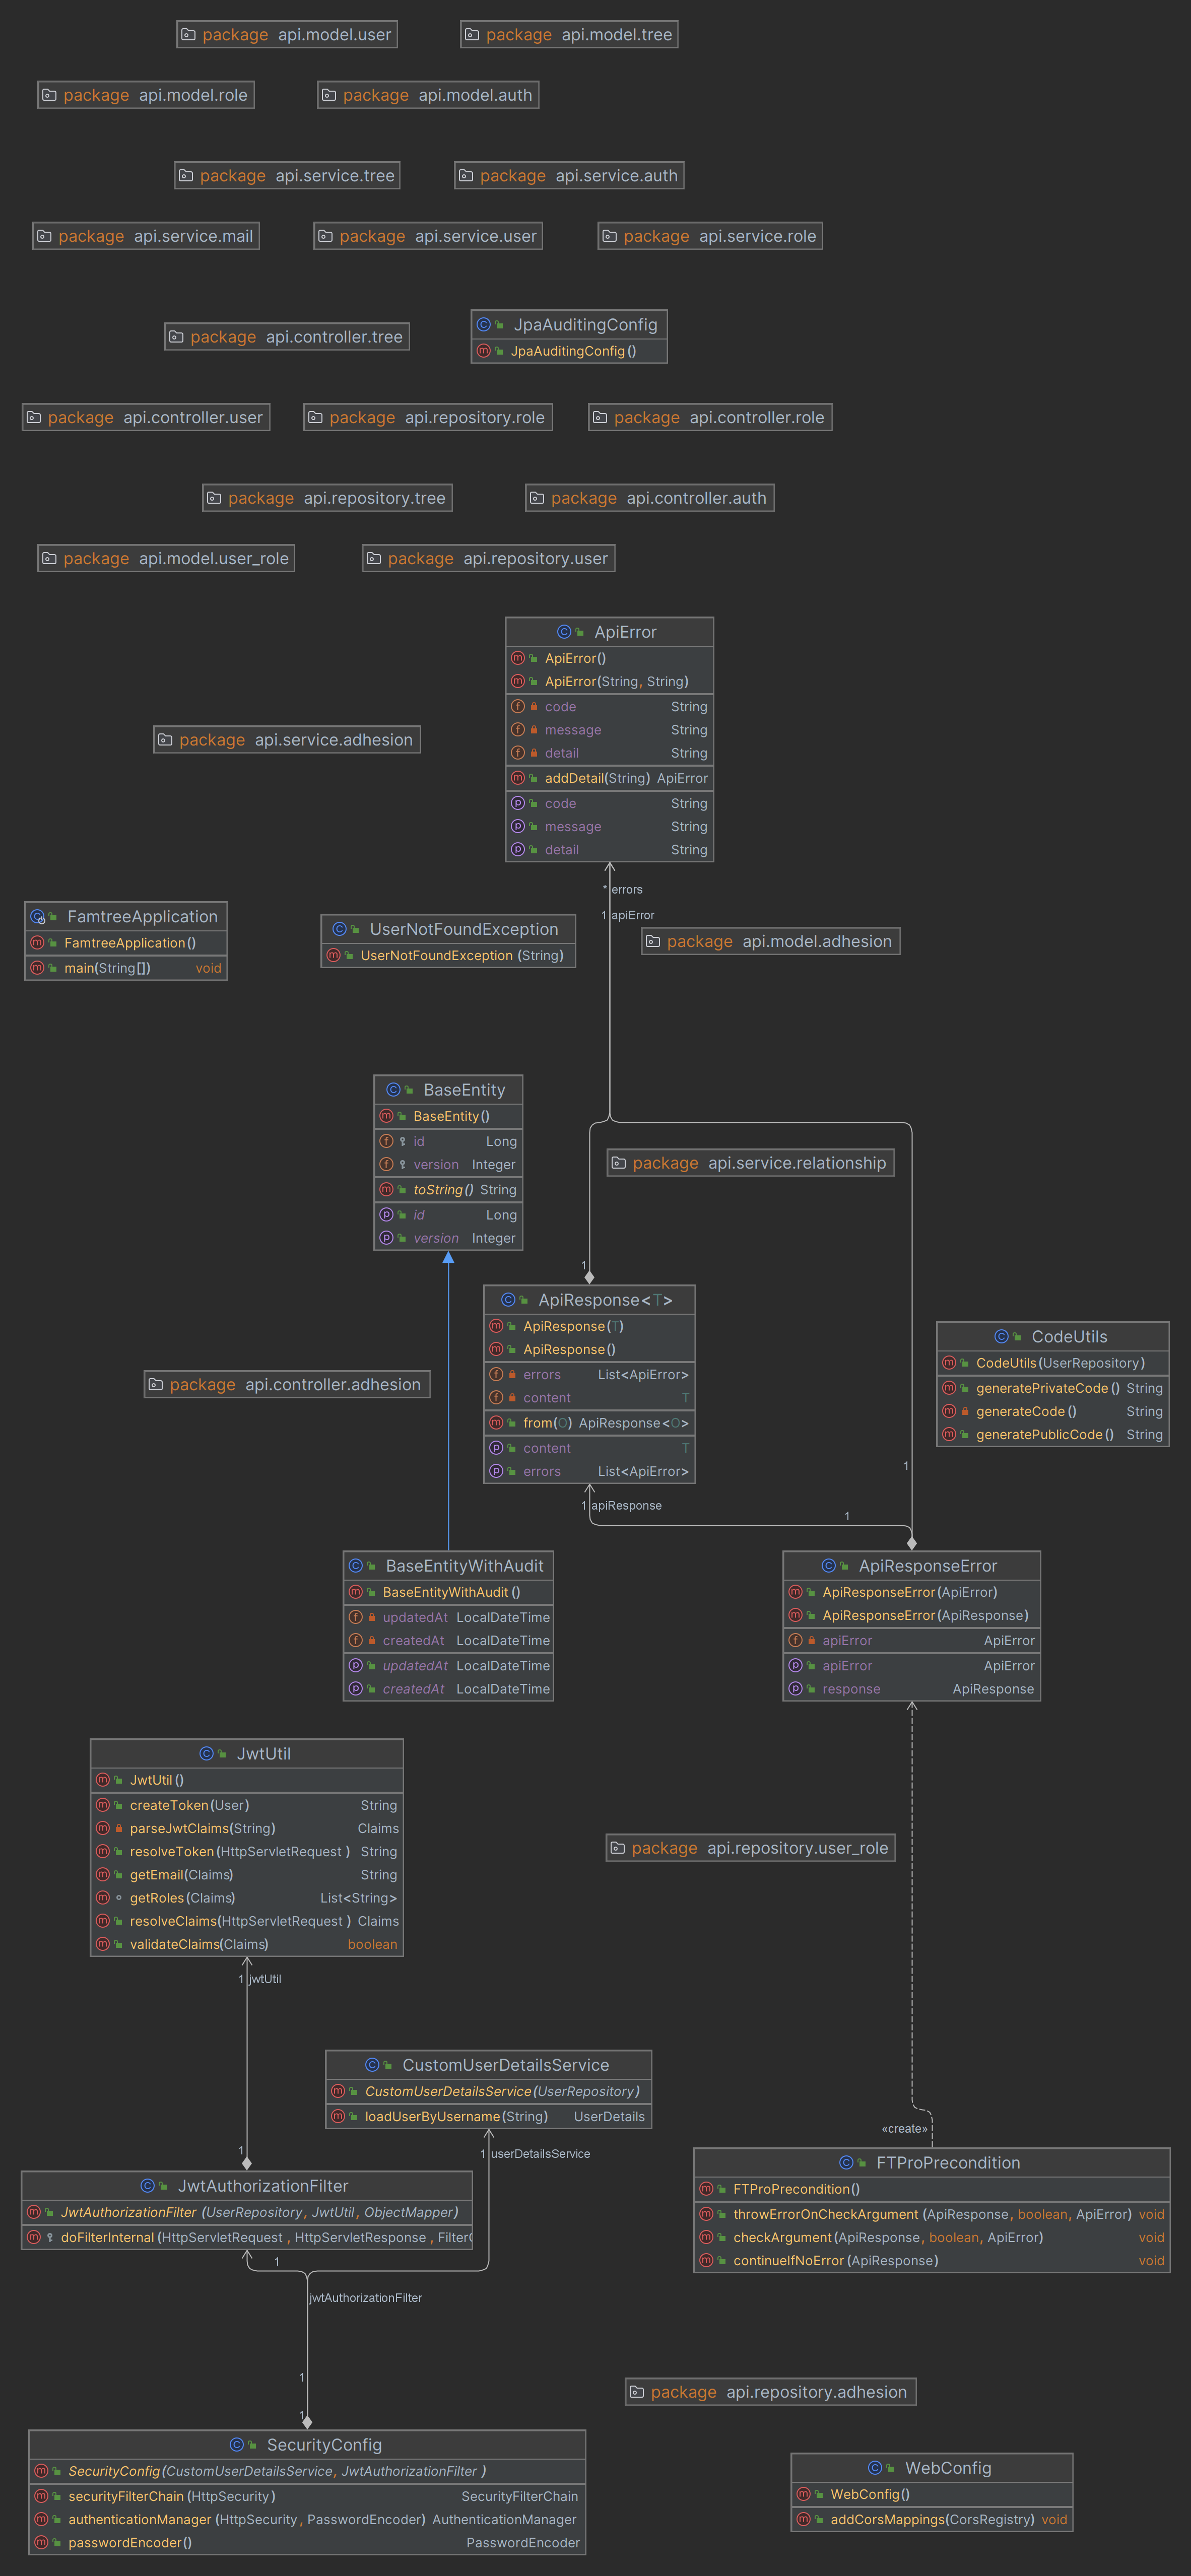 package api.model.user
package api.model.tree
package api.model.role
package api.model.auth
package api.service.tree
package api.service.auth
package api.service.mail
package api.service.user
package api.service.role
package api.controller.tree
JpaAuditingConfig
JpaAuditingConfig()
package api.controller.user
package api.repository.role
package api.controller.role
package api.repository.tree
package api.controller.auth
package api.model.user_role
package api.repository.user
ApiError
ApiError()
ApiError(String, String)
code String
message String
detail String
addDetail(String) ApiError
code String
message String
detail String
package api.service.adhesion
* errors
1 apiError
FamtreeApplication
FamtreeApplication()
main(String[]) void
UserNotFoundException
UserNotFoundException (String)
package api.model.adhesion
BaseEntity
BaseEntity()
id Long
version Integer
toString() String
id Long
version Integer
package api.service.relationship
1
ApiResponse<T>
ApiResponse(T)
ApiResponse()
errors List<ApiError>
content T
from(O) ApiResponse<O>
content T
errors List<ApiError>
package api.controller.adhesion
CodeUtils
CodeUtils(UserRepository)
generatePrivateCode() String
generateCode() String
generatePublicCode() String
1
1 apiResponse
1
BaseEntityWithAudit
BaseEntityWithAudit()
updatedAt LocalDateTime
createdAt LocalDateTime
updatedAt LocalDateTime
createdAt LocalDateTime
ApiResponseError
ApiResponseError(ApiError)
ApiResponseError(ApiResponse)
apiError ApiError
apiError ApiError
response ApiResponse
JwtUtil
JwtUtil()
createToken(User) String
parseJwtClaims(String) Claims
resolveToken(HttpServletRequest) String
getEmail(Claims) String
getRoles(Claims) List<String>
resolveClaims(HttpServletRequest) Claims
validateClaims(Claims) boolean
package api.repository.user_role
1 jwtUtil
CustomUserDetailsService
CustomUserDetailsService(UserRepository)
loadUserByUsername(String) UserDetails
1
1 userDetailsService
«create»
JwtAuthorizationFilter
JwtAuthorizationFilter (UserRepository, JwtUtil, ObjectMapper)
doFilterInternal(HttpServletRequest, HttpServletResponse, FilterC
FTProPrecondition
FTProPrecondition()
throwErrorOnCheckArgument(ApiResponse, boolean, ApiError) void
checkArgument(ApiResponse, boolean, ApiError) void
continueIfNoError(ApiResponse) void
1
jwtAuthorizationFilter
1
1
package api.repository.adhesion
SecurityConfig
SecurityConfig(CustomUserDetailsService, JwtAuthorizationFilter)
securityFilterChain(HttpSecurity) SecurityFilterChain
authenticationManager(HttpSecurity, PasswordEncoder) AuthenticationManager
passwordEncoder() PasswordEncoder
WebConfig
WebConfig()
addCorsMappings(CorsRegistry) void